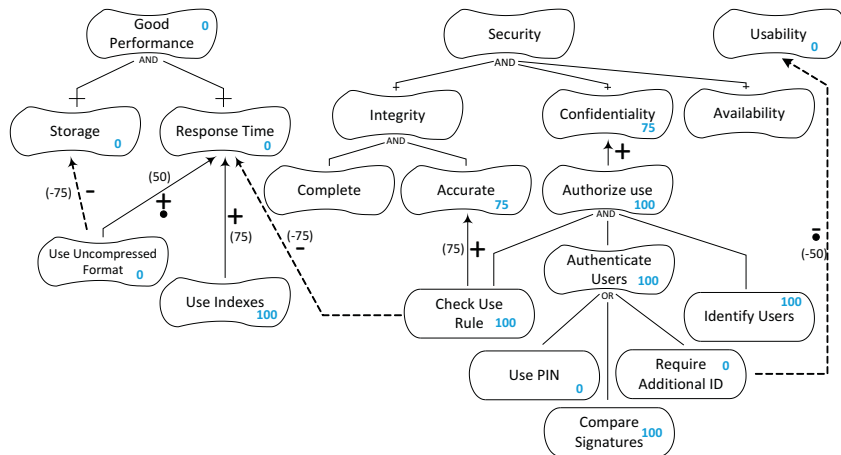 Good
Performance
0
AND
Security
AND
Usability
0
Storage
0
Response Time
0
Integrity
AND
Confidentiality
75
Availability
(-75)
-
(50)
+
+
(75)
(-75)
-
Complete
Accurate
75
+
Authorize use
100
AND
(75)
+
-
(-50)
Use Uncompressed
Format
0
Use Indexes
100
Check Use
Rule
100
Authenticate
Users
100
OR
100
Identify Users
Use PIN
0
Require
Additional ID
0
Compare
Signatures
100